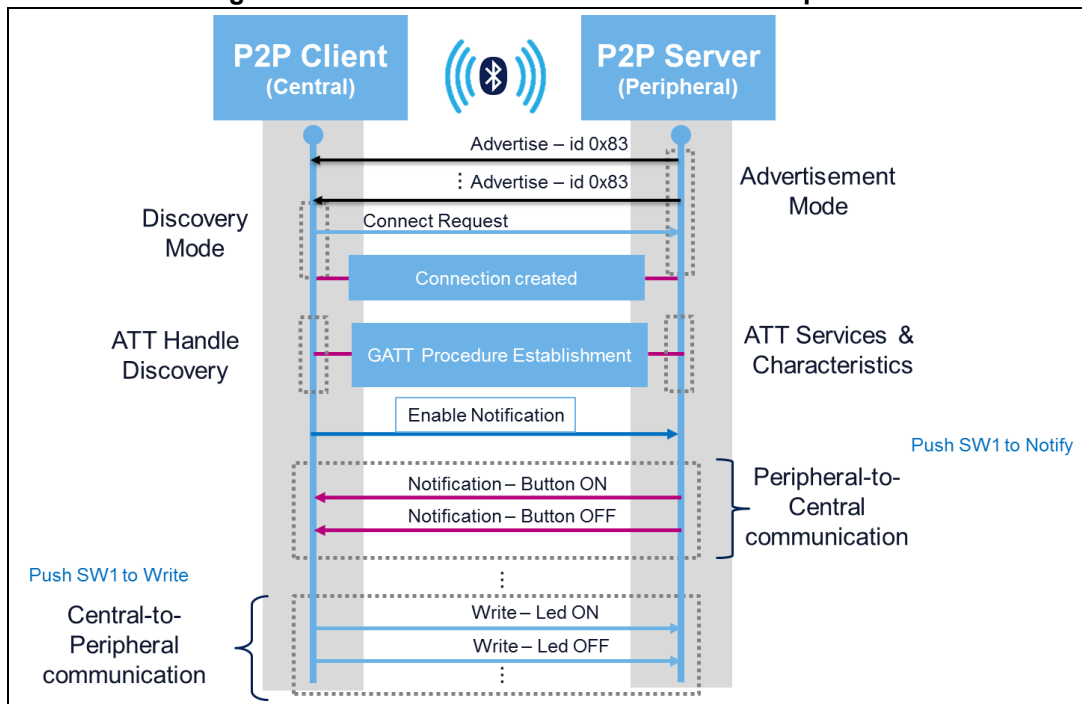 P2P Client
(Central)
P2P Server
(Peripheral)
Advertise – id 0x83
⋮ Advertise – id 0x83
Advertisement
Mode
Discovery
Mode
Connect Request
Connection created
ATT Handle
Discovery
GATT Procedure Establishment
ATT Services &
Characteristics
Enable Notification
Push SW1 to Notify
Notification – Button ON
Notification – Button OFF
Peripheral-to-
Central
communication
⋮
Push SW1 to Write
Central-to-
Peripheral
communication
Write – Led ON
Write – Led OFF
⋮